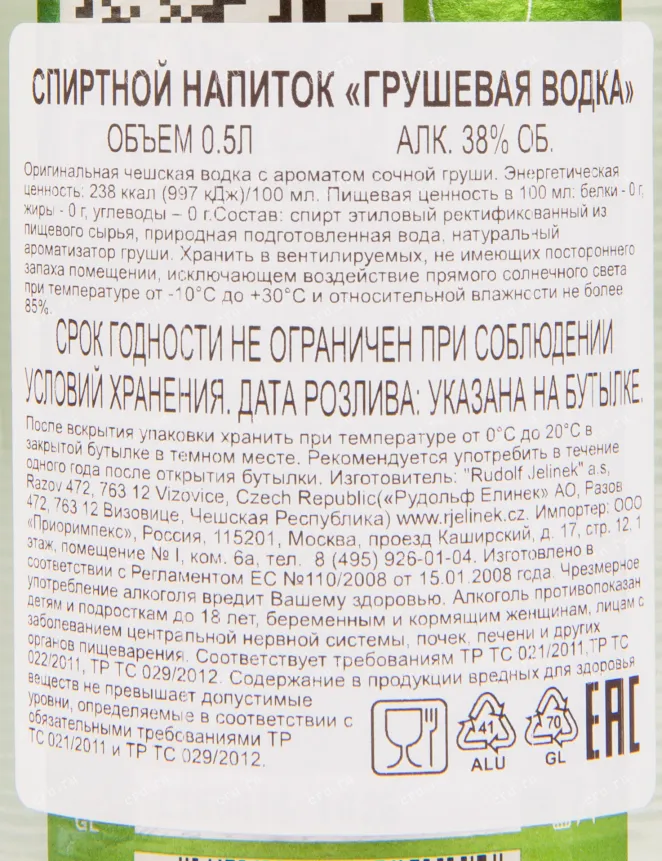 СПИРТНОЙ НАПИТОК «ГРУШЕВАЯ ВОДКА»
ОБЪЕМ 0.5Л АЛК. 38% ОБ.
Оригинальная чешская водка с ароматом сочной груши. Энергетическая
ценность: 238 ккал (997 кДж)/100 мл. Пищевая ценность в 100 мл: белки - 0 г,
жиры - 0 г, углеводы – 0 г.Состав: спирт этиловый ректификованный из
пищевого сырья, природная подготовленная вода, натуральный
ароматизатор груши. Хранить в вентилируемых, не имеющих постороннего
запаха помещении, исключающем воздействие прямого солнечного света
при температуре от -10°С до +30°С и относительной влажности не более
85%.
СРОК ГОДНОСТИ НЕ ОГРАНИЧЕН ПРИ СОБЛЮДЕНИИ
УСЛОВИЙ ХРАНЕНИЯ. ДАТА РОЗЛИВА: УКАЗАНА НА БУТЫЛКЕ.
После вскрытия упаковки хранить при температуре от 0°С до 20°С в
закрытой бутылке в темном месте. Рекомендуется употребить в течение
одного года после открытия бутылки. Изготовитель: "Rudolf Jelinek" a.s,
Razov 472, 763 12 Vizovice, Czech Republic(«Рудольф Елинек» АО, Разов
472, 763 12 Визовице, Чешская Республика) www.rjelinek.cz. Импортер: ООО
«Приоримпекс», Россия, 115201, Москва, проезд Каширский, д. 17, стр. 12, 1
этаж, помещение № I, ком. 6а, тел. 8 (495) 926-01-04. Изготовлено в
соответствии с Регламентом ЕС №110/2008 от 15.01.2008 года. Чрезмерное
употребление алкоголя вредит Вашему здоровью. Алкоголь противопоказан
детям и подросткам до 18 лет, беременным и кормящим женщинам, лицам с
заболеванием центральной нервной системы, почек, печени и других
органов пищеварения. Соответствует требованиям ТР ТС 021/2011,ТР ТС
022/2011, ТР ТС 029/2012. Содержание в продукции вредных для здоровья
веществ не превышает допустимые
уровни, определяемые в соответствии с
обязательными требованиями ТР
ТС 021/2011 и ТР ТС 029/2012.
41 70 EAC
ALU GL
GL